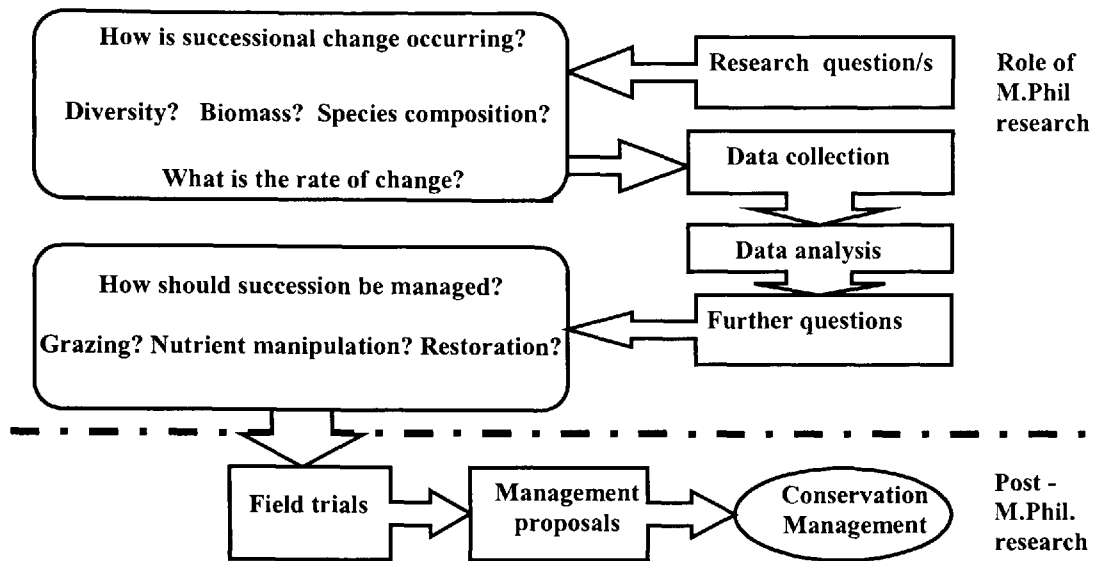 How is successional change occurring?
Diversity? Biomass? Species composition?
What is the rate of change?
Research question/s
Role of
M.Phil
research
Data collection
Data analysis
Further questions
How should succession be managed?
Grazing? Nutrient manipulation? Restoration?
Field trials
Management
proposals
Conservation
Management
Post -
M.Phil.
research